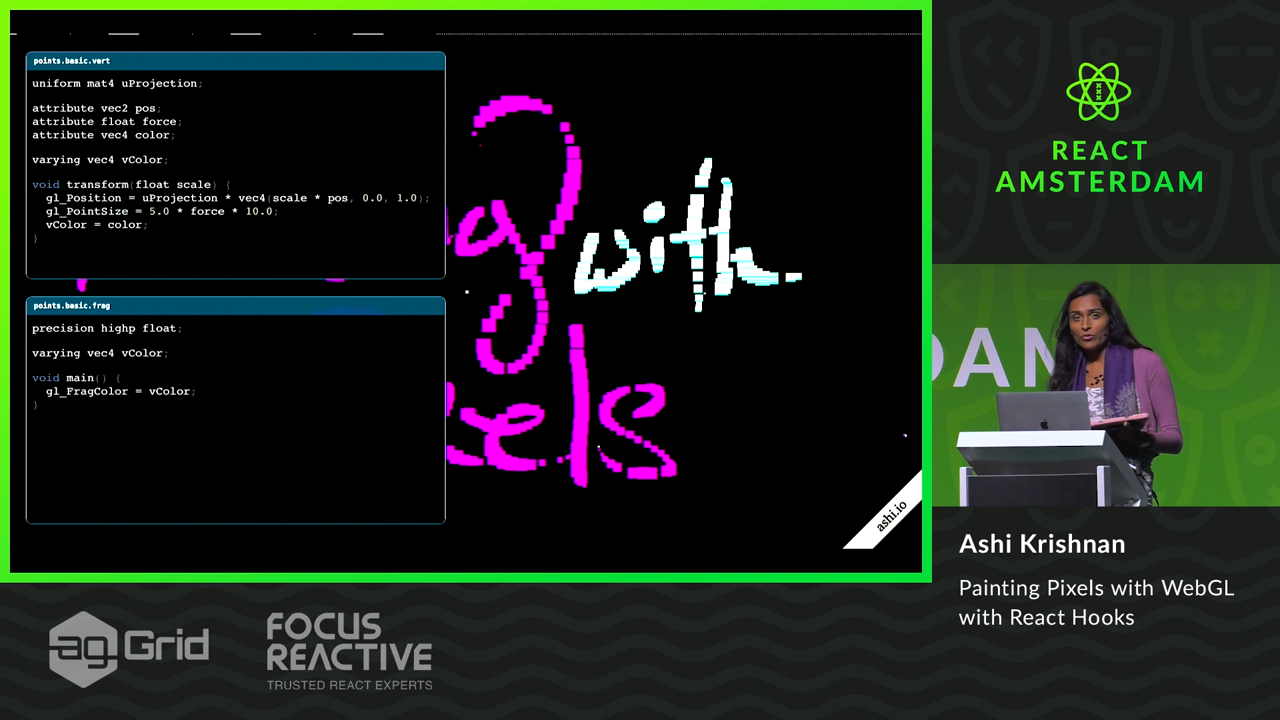 points.basic.vert
uniform mat4 uProjection;
attribute vec2 pos;
attribute float force;
attribute vec4 color;
varying vec4 vColor;
void transform(float scale) {
gl_Position = uProjection * vec4(scale * pos, 0.0, 1.0);
gl_PointSize = 5.0 * force * 10.0;
vColor = color;
}
points.basic.frag
precision highp float;
varying vec4 vColor;
void main() {
gl_FragColor = vColor;
}
with
els
ashi.io
REACT
AMSTERDAM
DAM
Ashi Krishnan
Painting Pixels with WebGL
with React Hooks
ag Grid
FOCUS
REACTIVE
TRUSTED REACT EXPERTS